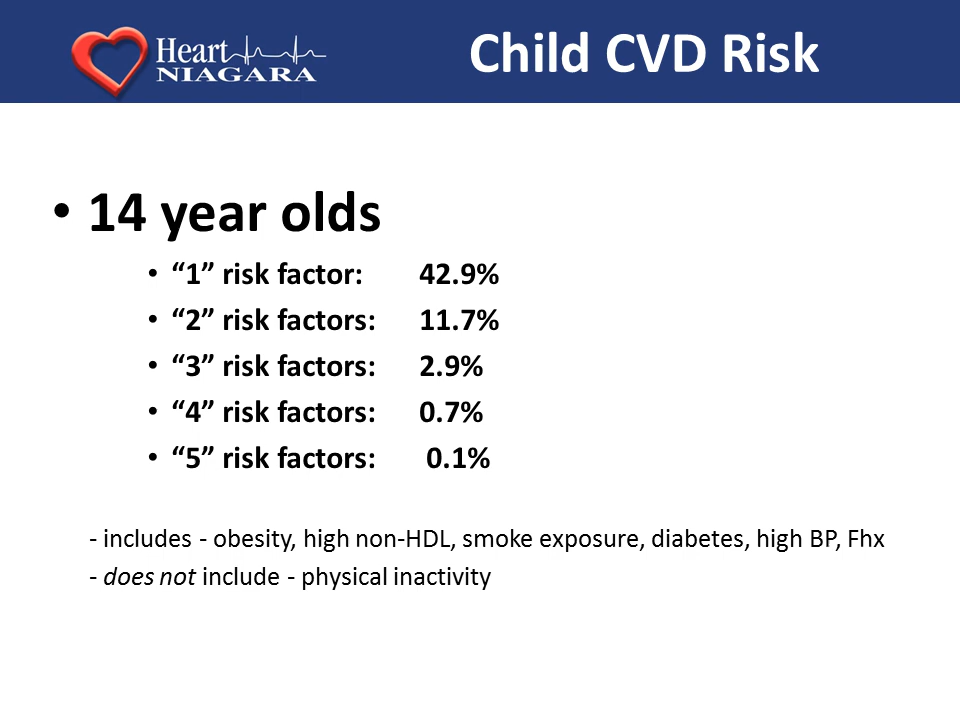 Heart
NIAGARA
Child CVD Risk
• 14 year olds
• “1” risk factor: 42.9%
• “2” risk factors: 11.7%
• “3” risk factors: 2.9%
• “4” risk factors: 0.7%
• “5” risk factors: 0.1%
- includes - obesity, high non-HDL, smoke exposure, diabetes, high BP, Fhx
- does not include - physical inactivity